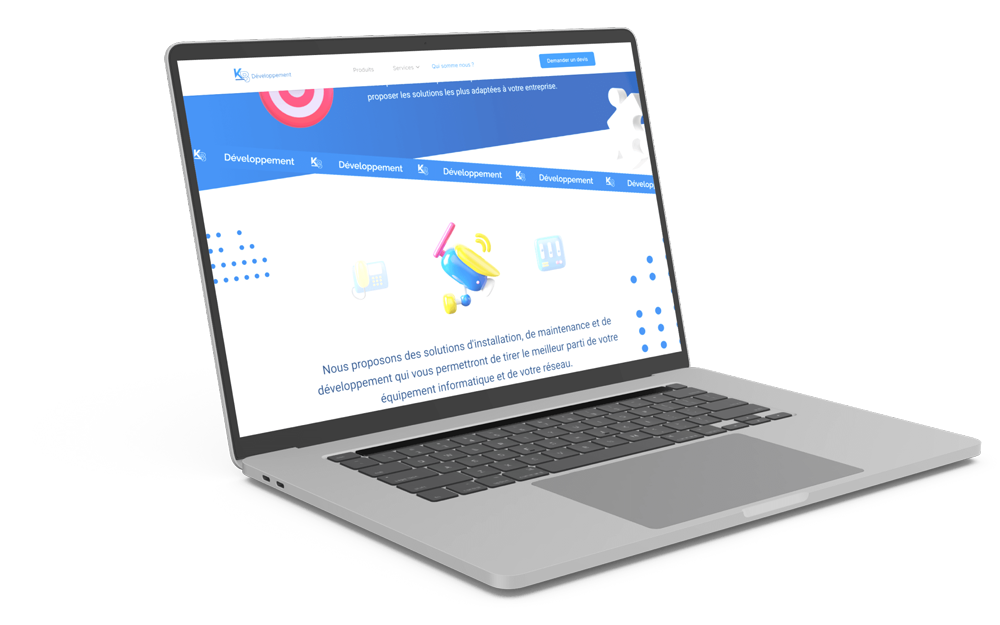 Développement
Produits
Services
Qui somme nous ?
Demander un devis
proposer les solutions les plus adaptées à votre entreprise.
Développement
Développement
Développement
Développement
Nous proposons des solutions d'installation, de maintenance et de
développement qui vous permettront de tirer le meilleur parti de votre
équipement informatique et de votre réseau.